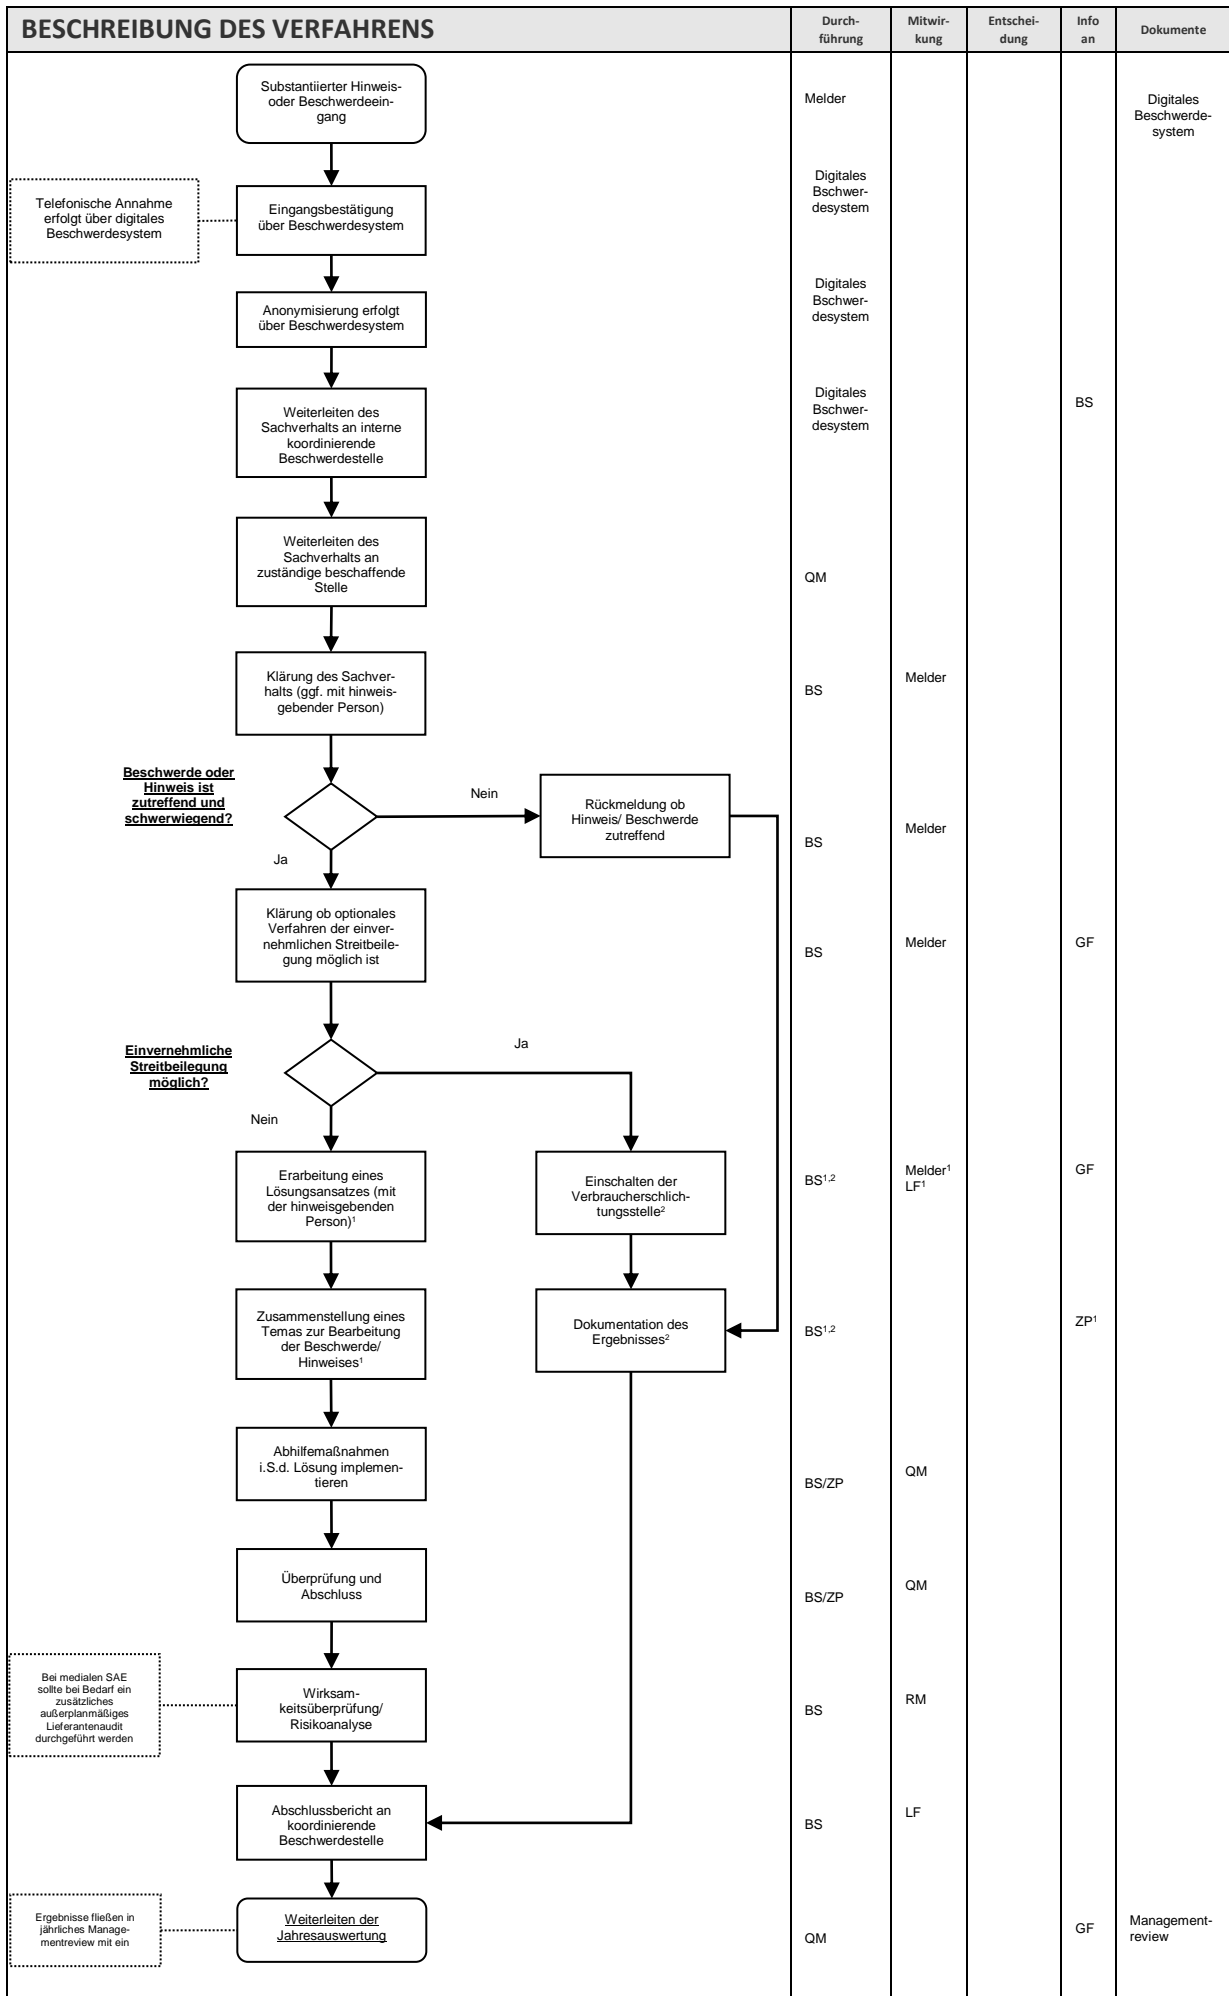 BESCHREIBUNG DES VERFAHRENS
Durch-
führung
Mitwir-
kung
Entschei-
dung
Info
an
Dokumente
Substantiierter Hinweis-
oder Beschwerdeein-
gang
Melder
Digitales
Beschwerde-
system
Telefonische Annahme
erfolgt über digitales
Beschwerdesystem
Eingangsbestätigung
über Beschwerdesystem
Digitales
Bschwer-
desystem
Anonymisierung erfolgt
über Beschwerdesystem
Digitales
Bschwer-
desystem
Weiterleiten des
Sachverhalts an interne
koordinierende
Beschwerdestelle
Digitales
Bschwer-
desystem
BS
Weiterleiten des
Sachverhalts an
zuständige beschaffende
Stelle
QM
Klärung des Sachver-
halts (ggf. mit hinweis-
gebender Person)
BS
Melder
Beschwerde oder
Hinweis ist
zutreffend und
schwerwiegend?
Nein
Ja
Rückmeldung ob
Hinweis/ Beschwerde
zutreffend
BS
Melder
Klärung ob optionales
Verfahren der einver-
nehmlichen Streitbeile-
gung möglich ist
BS
Melder
GF
Einvernehmliche
Streitbeilegung
möglich?
Ja
Nein
Erarbeitung eines
Lösungsansatzes (mit
der hinweisgebenden
Person)¹
Einschalten der
Verbraucherschlich-
tungsstelle²
BS¹,²
Melder¹
LF¹
GF
Zusammenstellung eines
Temas zur Bearbeitung
der Beschwerde/
Hinweises¹
Dokumentation des
Ergebnisses²
BS¹,²
ZP¹
Abhilfemaßnahmen
i.S.d. Lösung implemen-
tieren
BS/ZP
QM
Überprüfung und
Abschluss
BS/ZP
QM
Bei medialen SAE
sollte bei Bedarf ein
zusätzliches
außerplanmäßiges
Lieferantenaudit
durchgeführt werden
Wirksam-
keitsüberprüfung/
Risikoanalyse
BS
RM
Abschlussbericht an
koordinierende
Beschwerdestelle
BS
LF
Ergebnisse fließen in
jährliches Manage-
mentreview mit ein
Weiterleiten der
Jahresauswertung
QM
GF
Management-
review